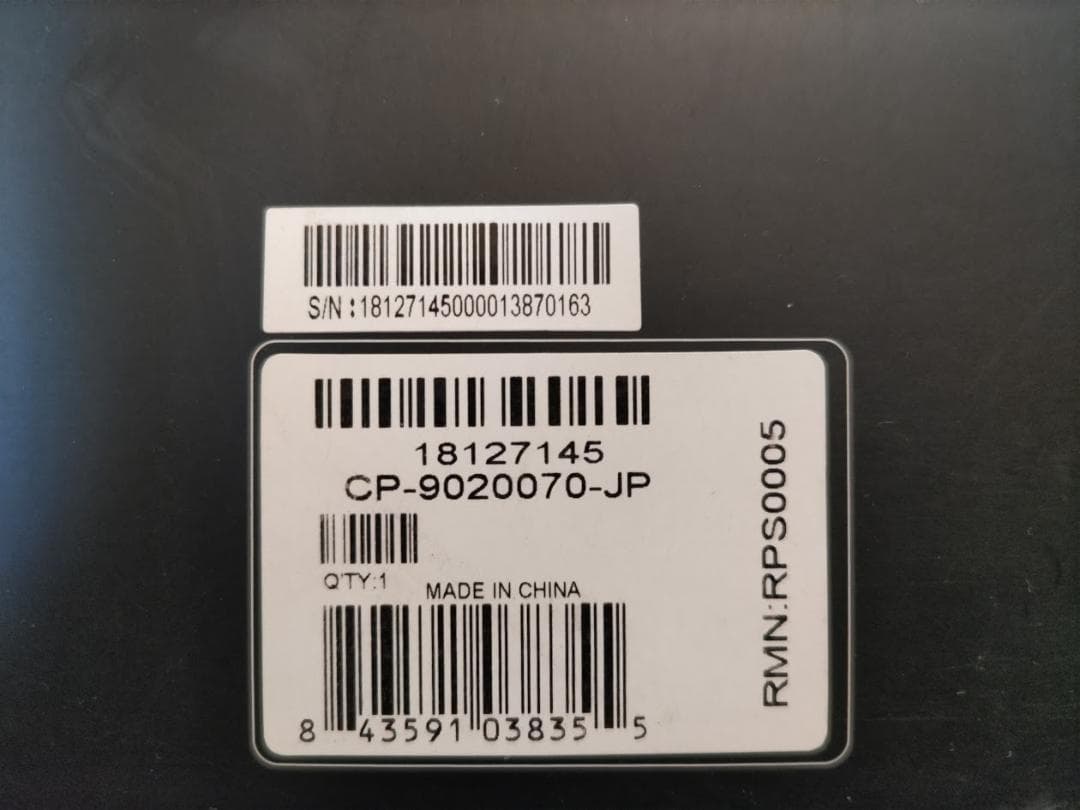 S/N :18127145000013870163
18127145
CP-9020070-JP
Q'TY:1
MADE IN CHINA
8 43591 03835 5
RMN:RPS0005